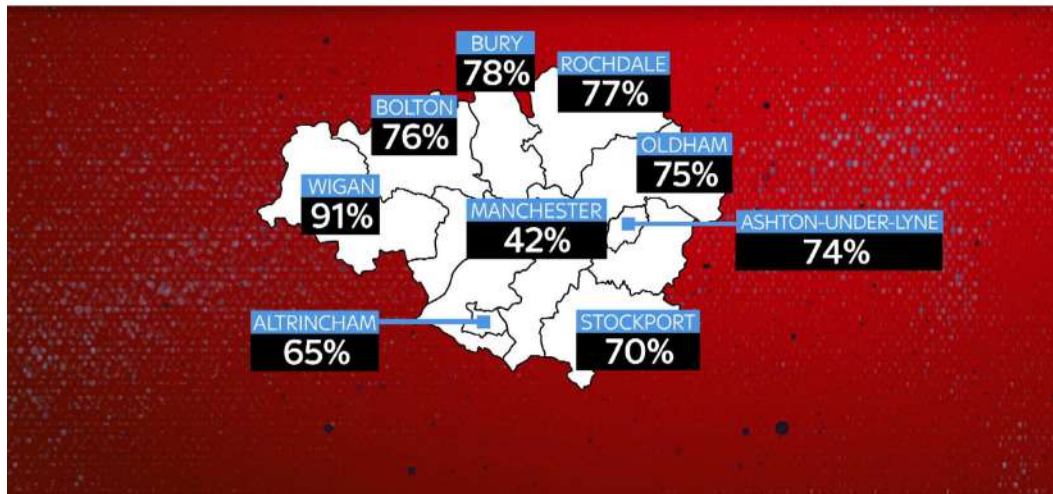 BURY
78%
ROCHDALE
77%
BOLTON
76%
OLDHAM
75%
WIGAN
91%
MANCHESTER
42%
ASHTON-UNDER-LYNE
74%
ALTRINCHAM
65%
STOCKPORT
70%